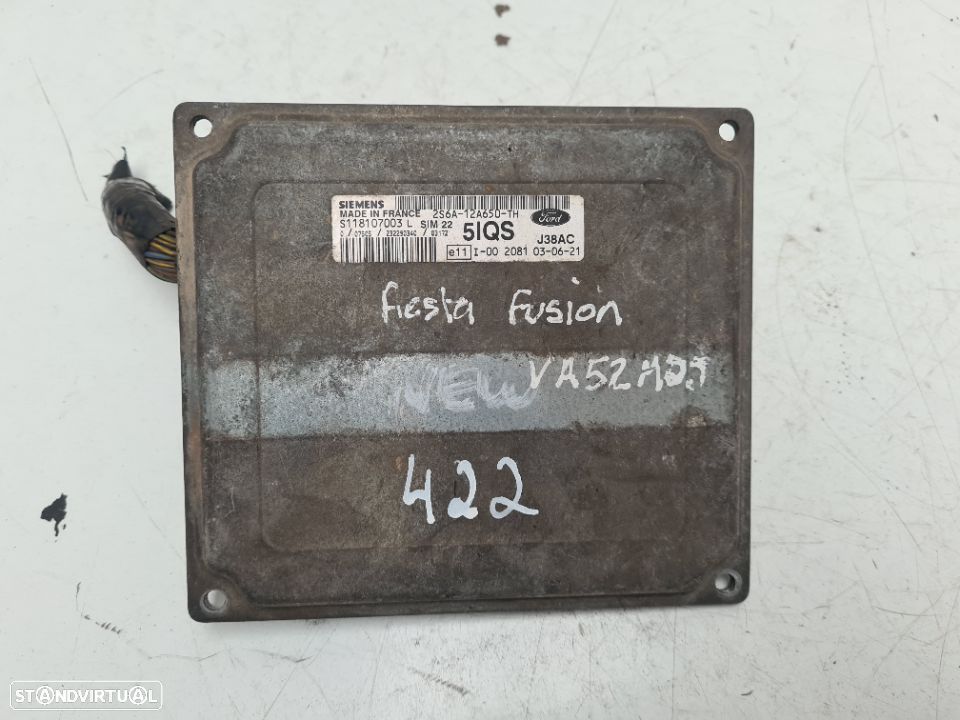 SIEMENS
MADE IN FRANCE 2S6A-12A650-TH Ford
S118107003 L SIM 22 5IQS J38AC
e11 I-00 2081 03-06-21
fiesta fusion
NEW
422
STANDVIRTUAL